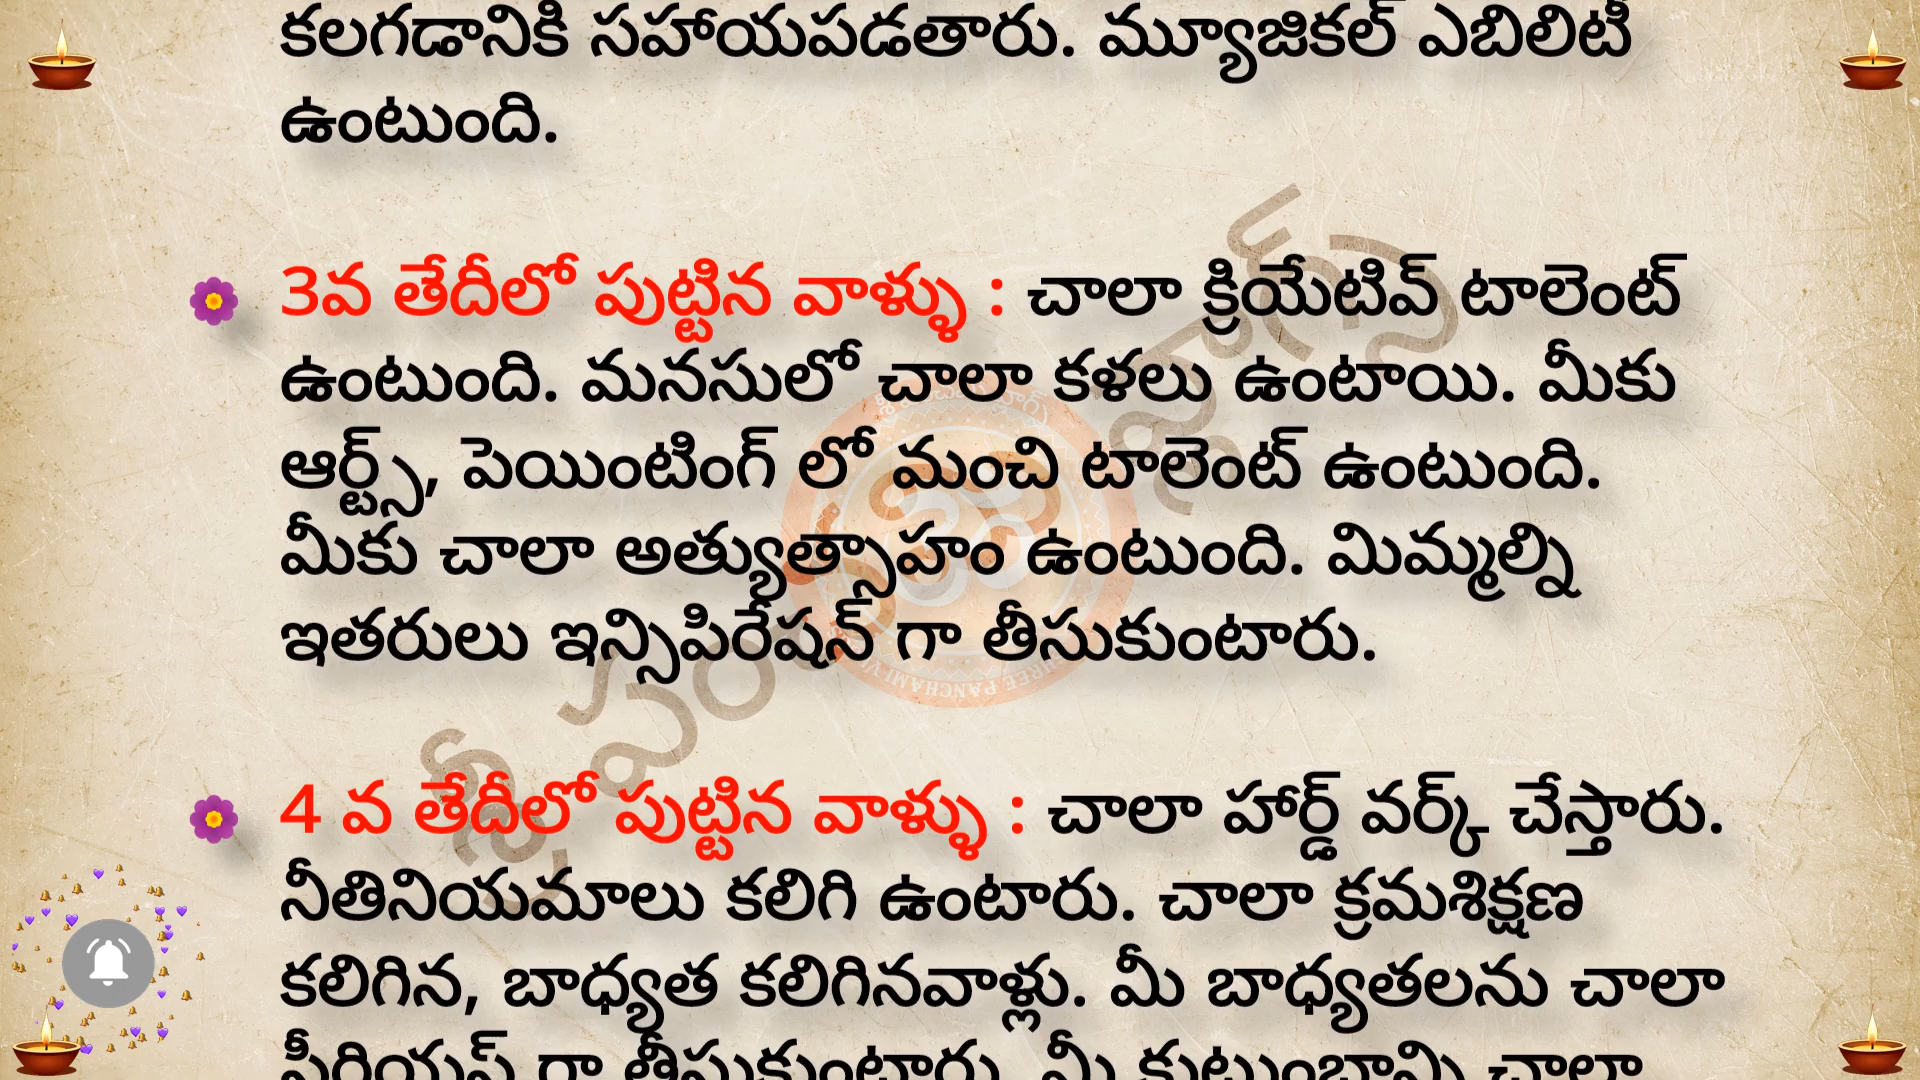 కలగడానికి సహాయపడతారు. మ్యూజికల్ ఎబిలిటీ
ఉంటుంది.
3వ తేదీలో పుట్టిన వాళ్ళు : చాలా క్రియేటివ్ టాలెంట్
ఉంటుంది. మనసులో చాలా కళలు ఉంటాయి. మీకు
ఆర్ట్స్, పెయింటింగ్ లో మంచి టాలెంట్ ఉంటుంది.
మీకు చాలా అత్యుత్సాహం ఉంటుంది. మిమ్మల్ని
ఇతరులు ఇన్సిపిరేషన్ గా తీసుకుంటారు.
4 వ తేదీలో పుట్టిన వాళ్ళు : చాలా హార్డ్ వర్క్ చేస్తారు.
నీతినియమాలు కలిగి ఉంటారు. చాలా క్రమశిక్షణ
కలిగిన, బాధ్యత కలిగినవాళ్లు. మీ బాధ్యతలను చాలా
సీరియస్ గా తీసుకుంటారు. మీ కుటుంబాన్ని చాలా